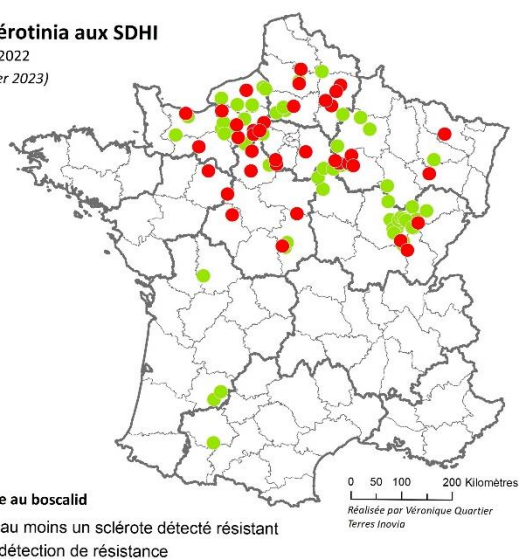 érotinia aux SDHI
2022
er 2023)
0 50 100 200 Kilomètres
Réalisée par Véronique Quartier
Terres Inovia
e au boscalid
au moins un sclérote détecté résistant
détection de résistance